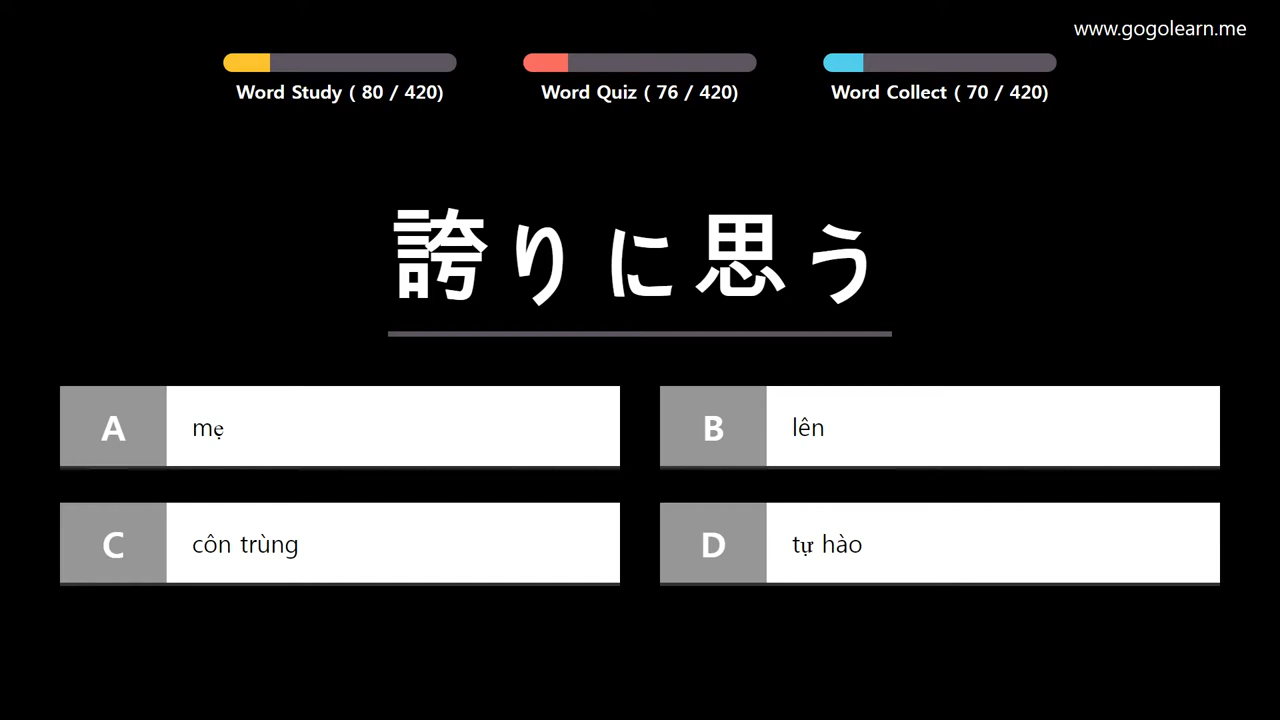 www.gogolearn.me
Word Study ( 80 / 420)
Word Quiz ( 76 / 420)
Word Collect ( 70 / 420)
誇りに思う
A mẹ
B lên
C côn trùng
D tự hào